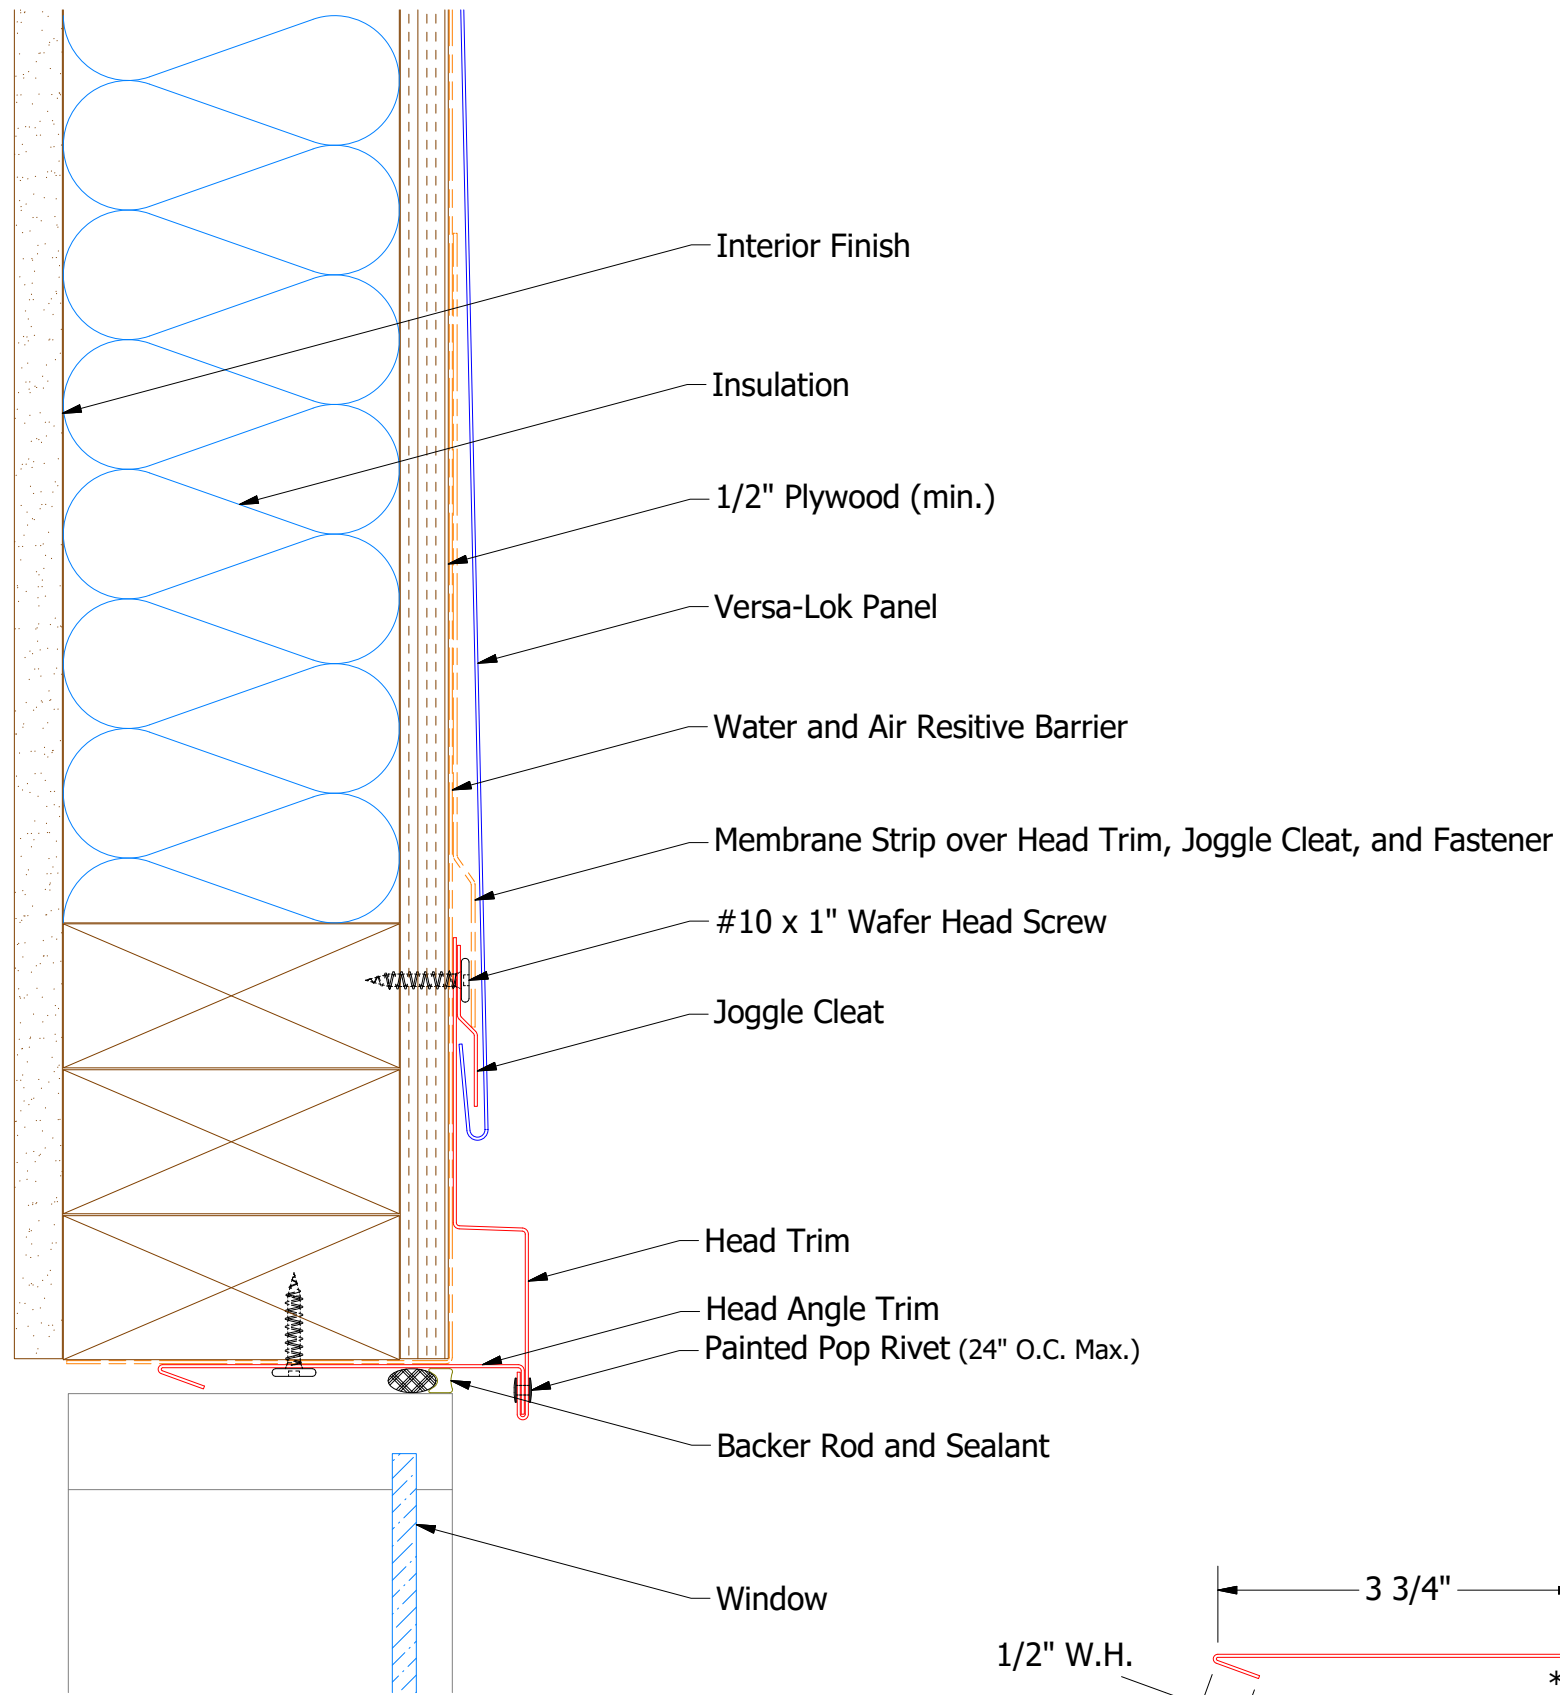 Interior Finish
Insulation
1/2" Plywood (min.)
Versa-Lok Panel
Water and Air Resitive Barrier
Membrane Strip over Head Trim, Joggle Cleat, and Fastener
#10 x 1" Wafer Head Screw
Joggle Cleat
Head Trim
Head Angle Trim
Painted Pop Rivet (24" O.C. Max.)
Backer Rod and Sealant
Window
3 3/4"
1/2" W.H.
*